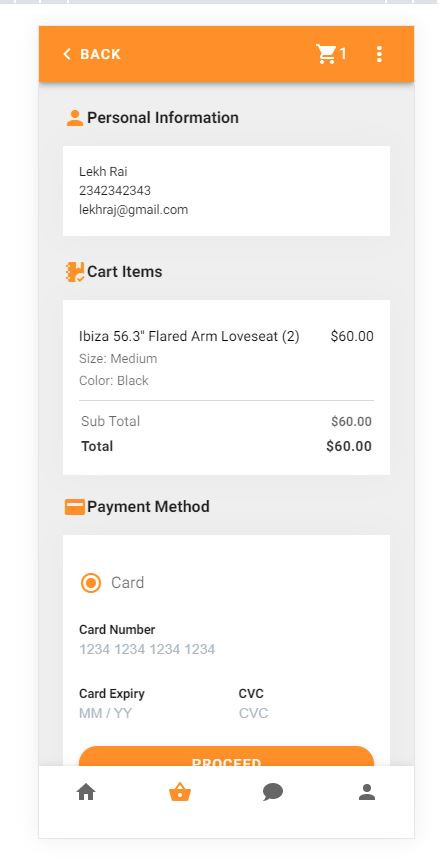 BACK
1
Personal Information
Lekh Rai
2342342343
lekhraj@gmail.com
Cart Items
Ibiza 56.3" Flared Arm Loveseat (2) $60.00
Size: Medium
Color: Black
Sub Total $60.00
Total $60.00
Payment Method
Card
Card Number
1234 1234 1234 1234
Card Expiry CVC
MM / YY CVC
PROCEED